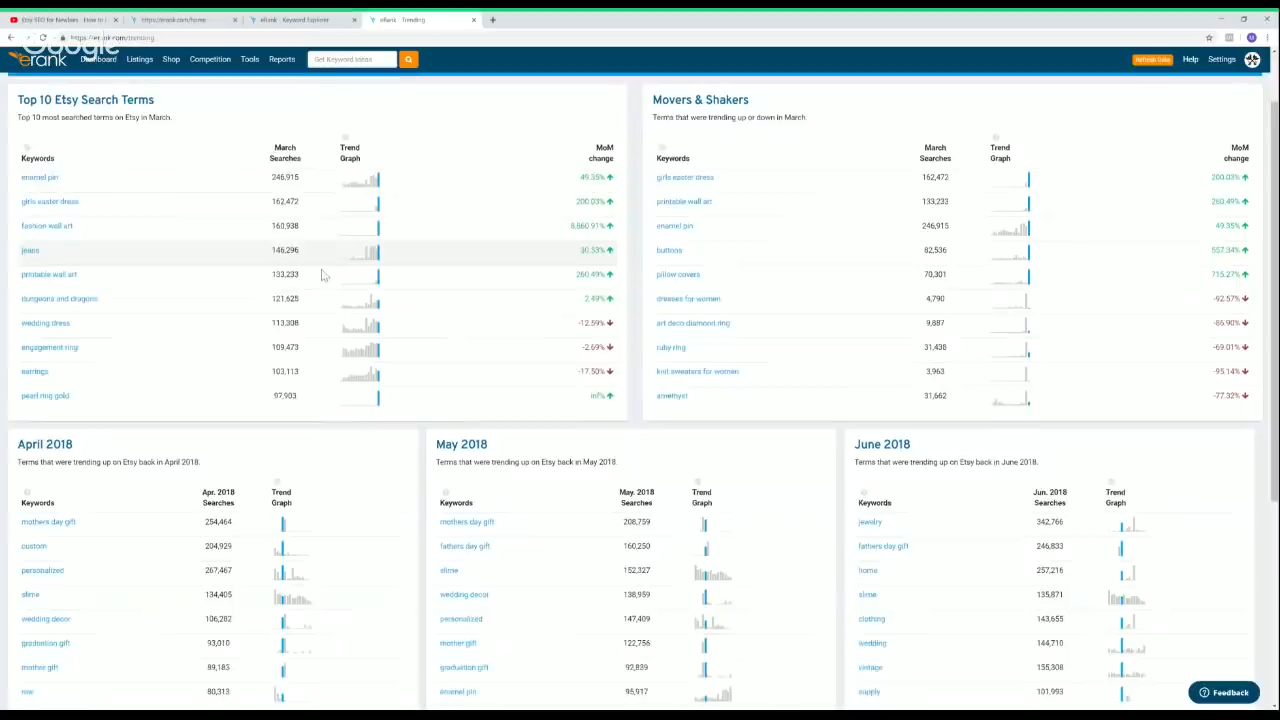 Etsy SEO for Newbies - How to
https://erank.com/home
eRank - Keyword Explorer
eRank - Trending
https://erank.com/trending
Google
erank
Dashboard Listings Shop Competition Tools Reports
Get Keyword Ideas
Help Settings
Top 10 Etsy Search Terms
Top 10 most searched terms on Etsy in March.
Keywords March Searches Trend Graph MoM change
enamel pin 246,915 49.35%
girls easter dress 162,472 200.03%
fashion wall art 160,938 8,860.91%
jeans 146,296 30.53%
printable wall art 133,233 260.49%
dungeons and dragons 121,625 2.49%
wedding dress 113,308 -12.59%
engagement ring 109,473 -2.69%
earrings 103,113 -17.50%
pearl ring gold 97,903 inf%
Movers & Shakers
Terms that were trending up or down in March.
Keywords March Searches Trend Graph MoM change
girls easter dress 162,472 200.03%
printable wall art 133,233 260.49%
enamel pin 246,915 49.35%
buttons 82,536 557.34%
pillow covers 70,301 715.27%
dresses for women 4,790 -92.57%
art deco diamond ring 9,887 -86.90%
ruby ring 31,438 -69.01%
knit sweaters for women 3,963 -95.14%
amethyst 31,662 -77.32%
April 2018
Terms that were trending up on Etsy back in April 2018.
Keywords Apr. 2018 Searches Trend Graph
mothers day gift 254,464
custom 204,929
personalized 267,467
slime 134,405
wedding decor 106,282
graduation gift 93,010
mother gift 89,183
80,313
May 2018
Terms that were trending up on Etsy back in May 2018.
Keywords May. 2018 Searches Trend Graph
mothers day gift 208,759
fathers day gift 160,250
slime 152,327
wedding decor 138,959
personalized 147,409
mother gift 122,756
graduation gift 92,839
enamel pin 95,917
June 2018
Terms that were trending up on Etsy back in June 2018.
Keywords Jun. 2018 Searches Trend Graph
jewelry 342,766
fathers day gift 246,833
home 257,216
slime 135,871
clothing 143,655
wedding 144,710
vintage 155,308
supply 101,993
Feedback